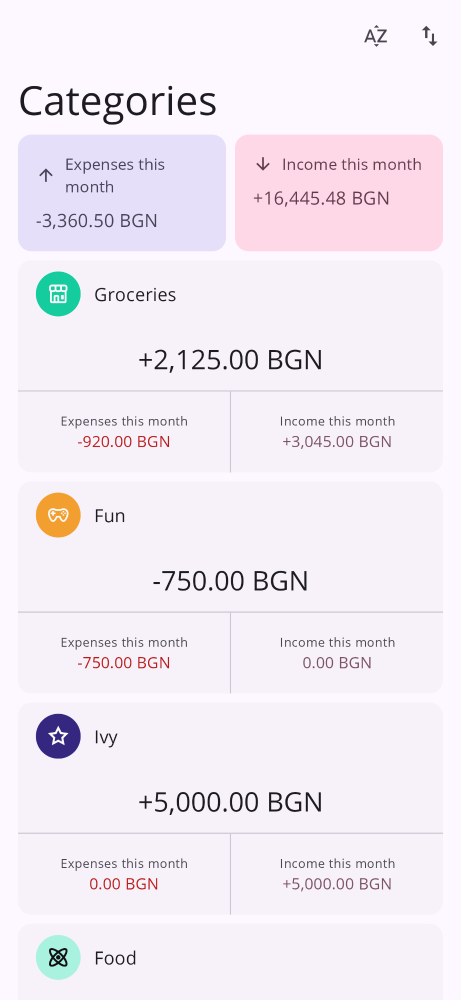 AZ
Categories
Expenses this
month
-3,360.50 BGN
Income this month
+16,445.48 BGN
Groceries
+2,125.00 BGN
Expenses this month
-920.00 BGN
Income this month
+3,045.00 BGN
Fun
-750.00 BGN
Expenses this month
-750.00 BGN
Income this month
0.00 BGN
Ivy
+5,000.00 BGN
Expenses this month
0.00 BGN
Income this month
+5,000.00 BGN
Food